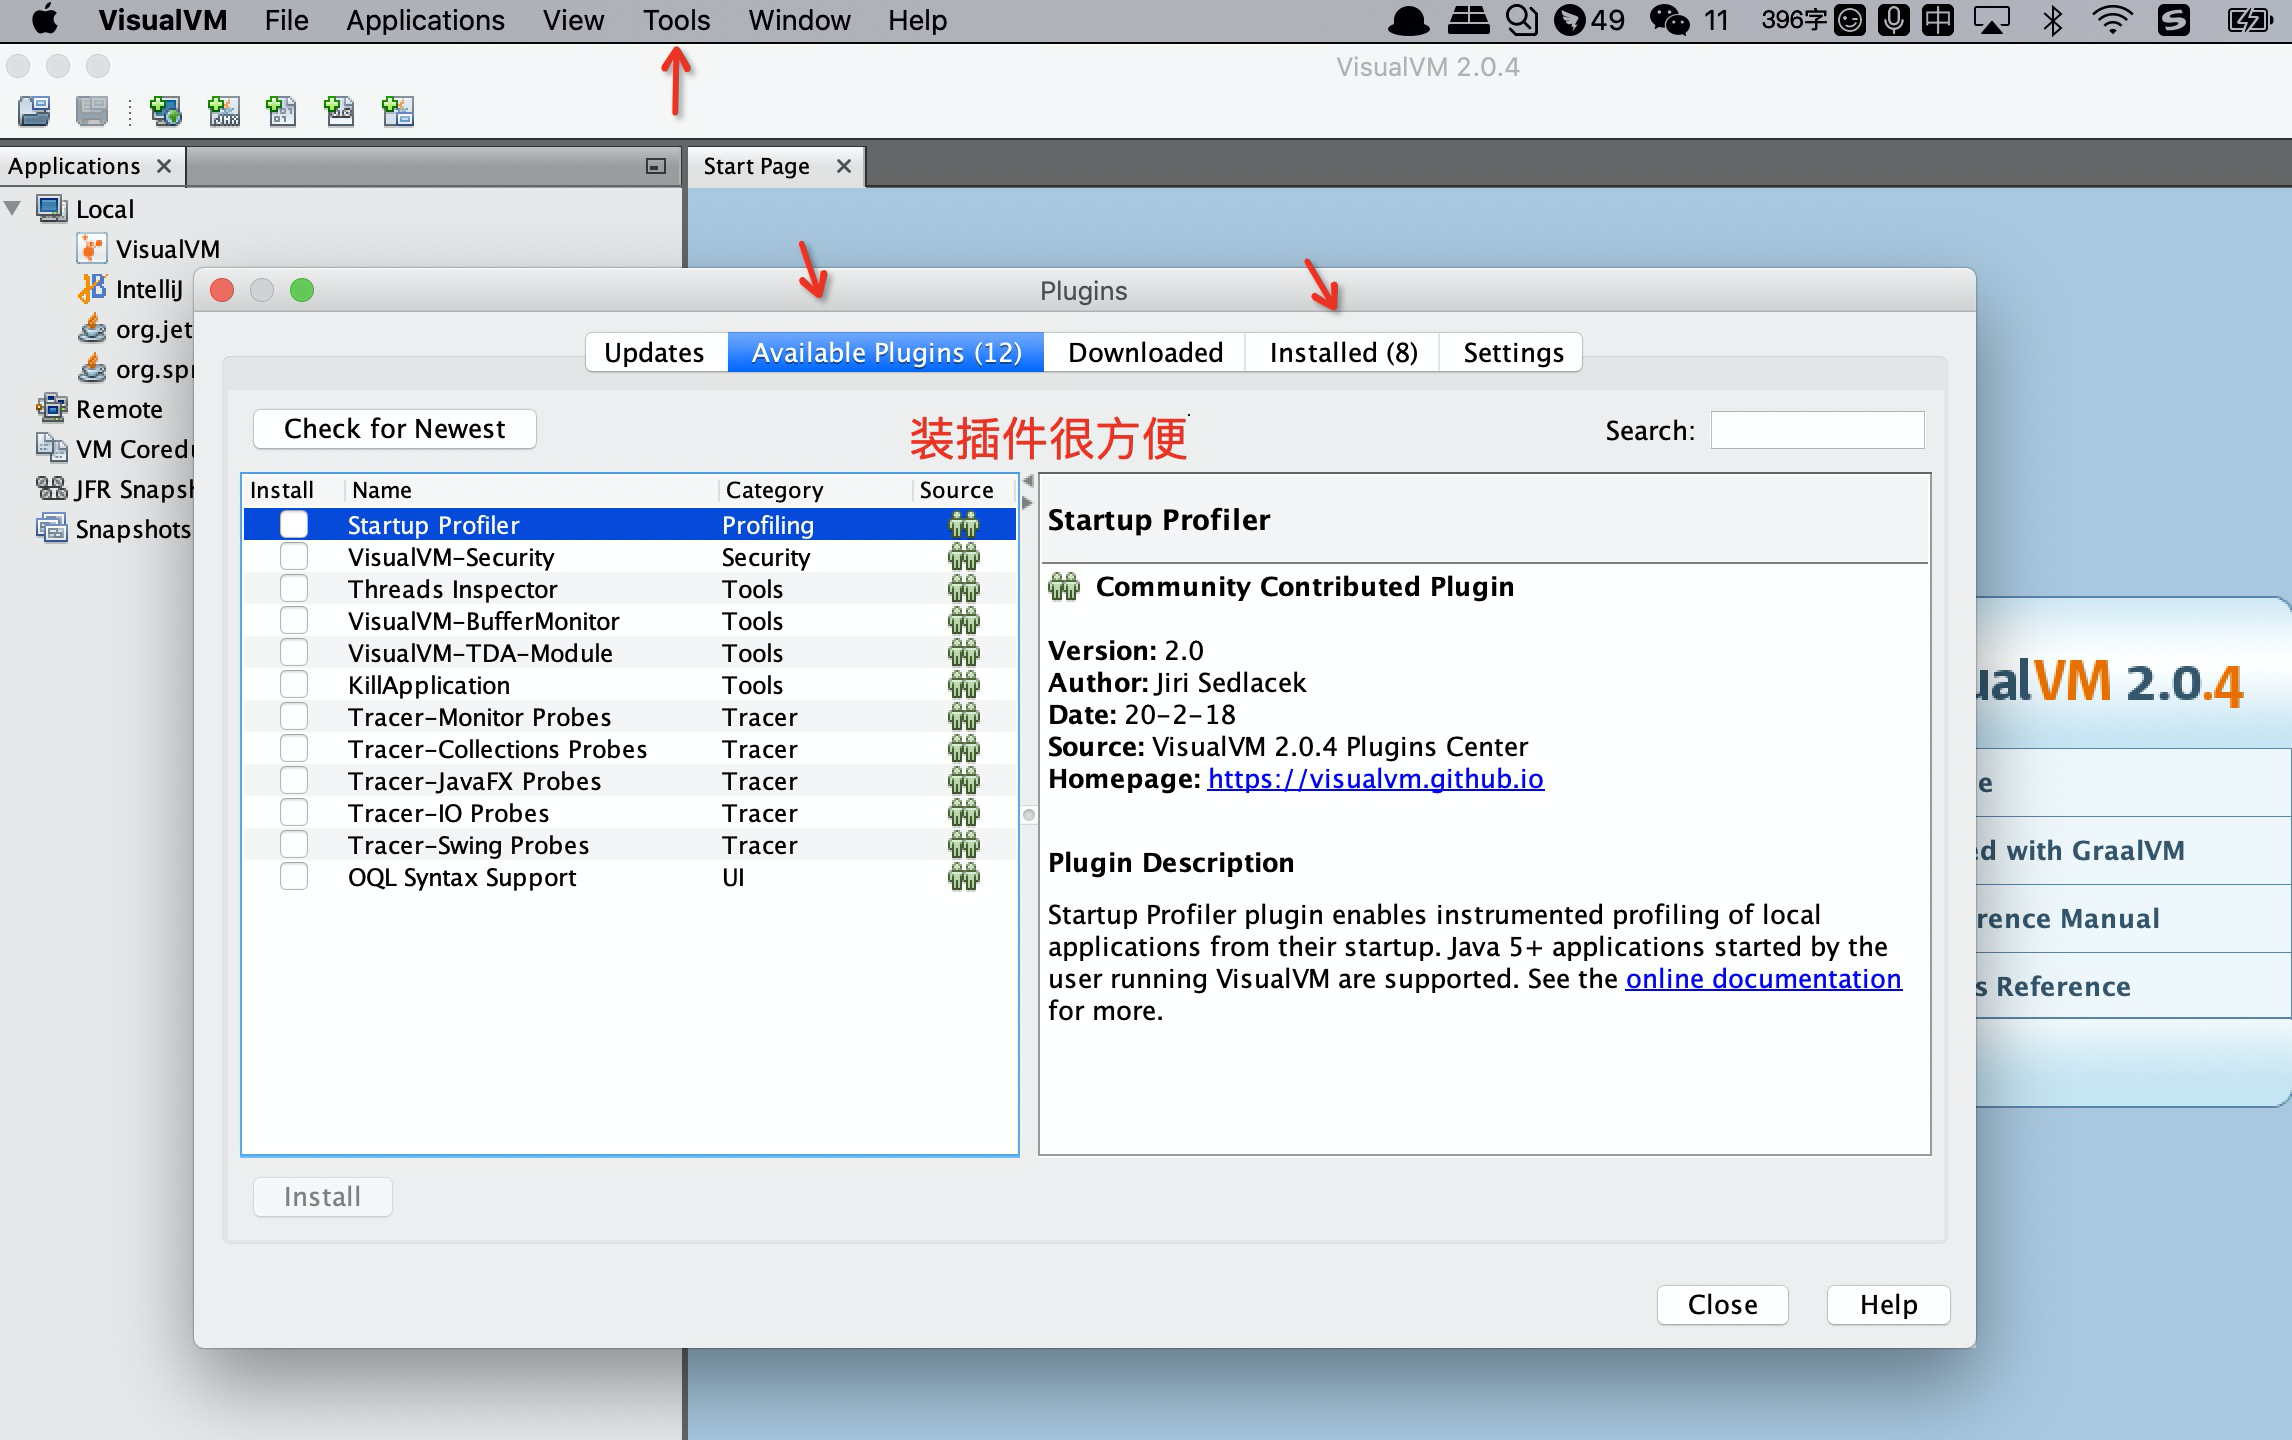 VisualVM File Applications View Tools Window Help 49 11 396字 中
VisualVM 2.0.4
Applications
Start Page
Local
VisualVM
IntelliJ
org.jet
org.spr
Remote
VM Cored
JFR Snaps
Snapshots
Plugins
Updates Available Plugins (12) Downloaded Installed (8) Settings
Check for Newest
装插件很方便
Search:
Install Name Category Source
Startup Profiler Profiling
VisualVM-Security Security
Threads Inspector Tools
VisualVM-BufferMonitor Tools
VisualVM-TDA-Module Tools
KillApplication Tools
Tracer-Monitor Probes Tracer
Tracer-Collections Probes Tracer
Tracer-JavaFX Probes Tracer
Tracer-IO Probes Tracer
Tracer-Swing Probes Tracer
OQL Syntax Support UI
Startup Profiler
Community Contributed Plugin
Version: 2.0
Author: Jiri Sedlacek
Date: 20-2-18
Source: VisualVM 2.0.4 Plugins Center
Homepage: https://visualvm.github.io
Plugin Description
Startup Profiler plugin enables instrumented profiling of local
applications from their startup. Java 5+ applications started by the
user running VisualVM are supported. See the online documentation
for more.
Install
Close Help
ualVM 2.0.4
e
ed with GraalVM
rence Manual
s Reference